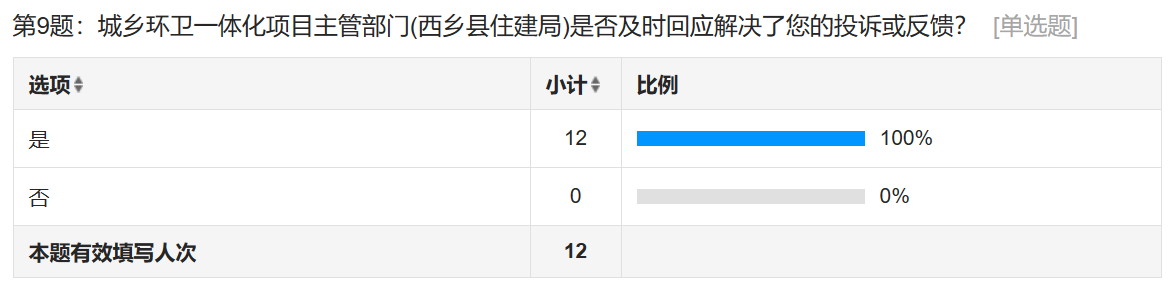 第9题：城乡环卫一体化项目主管部门(西乡县住建局)是否及时回应解决了您的投诉或反馈？ [单选题]
选项 小计 比例
是 12 100%
否 0 0%
本题有效填写人次 12